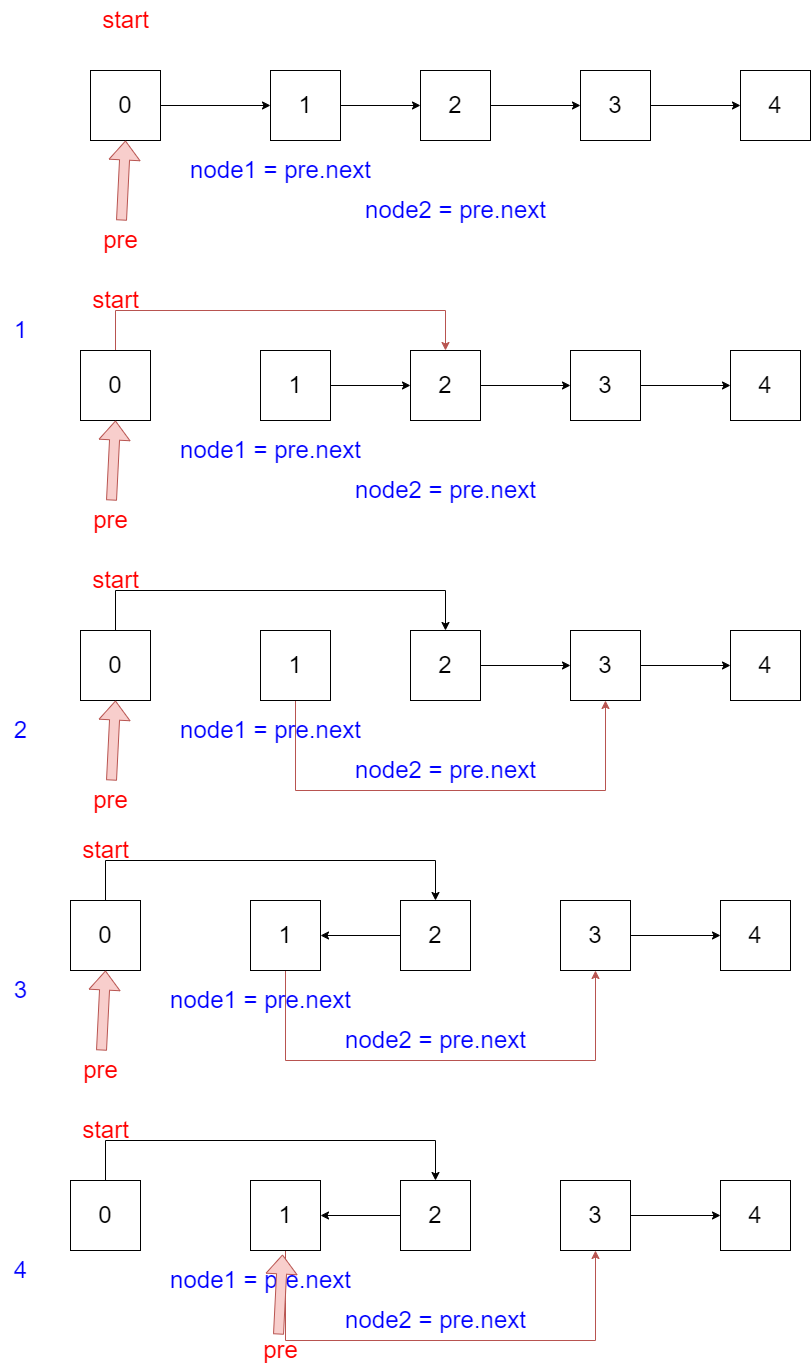 start
0 1 2 3 4
node1 = pre.next
node2 = pre.next
pre
start
1
0 1 2 3 4
node1 = pre.next
node2 = pre.next
pre
start
0 1 2 3 4
2
node1 = pre.next
node2 = pre.next
pre
start
0 1 2 3 4
3
node1 = pre.next
node2 = pre.next
pre
start
0 1 2 3 4
4
node1 = pre.next
node2 = pre.next
pre